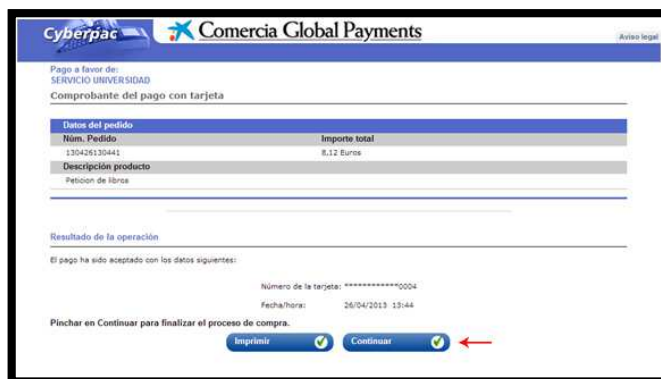 Cyberpac
Comercia Global Payments
Aviso legal
Pago a favor de:
SERVICIO UNIVERSIDAD
Comprobante del pago con tarjeta
Datos del pedido
Núm. Pedido Importe total
130426130441 8,12 Euros
Descripción producto
Peticion de libros
Resultado de la operación
El pago ha sido aceptado con los datos siguientes:
Número de la tarjeta: ************0004
Fecha/hora: 26/04/2013 13:44
Pinchar en Continuar para finalizar el proceso de compra.
Imprimir Continuar